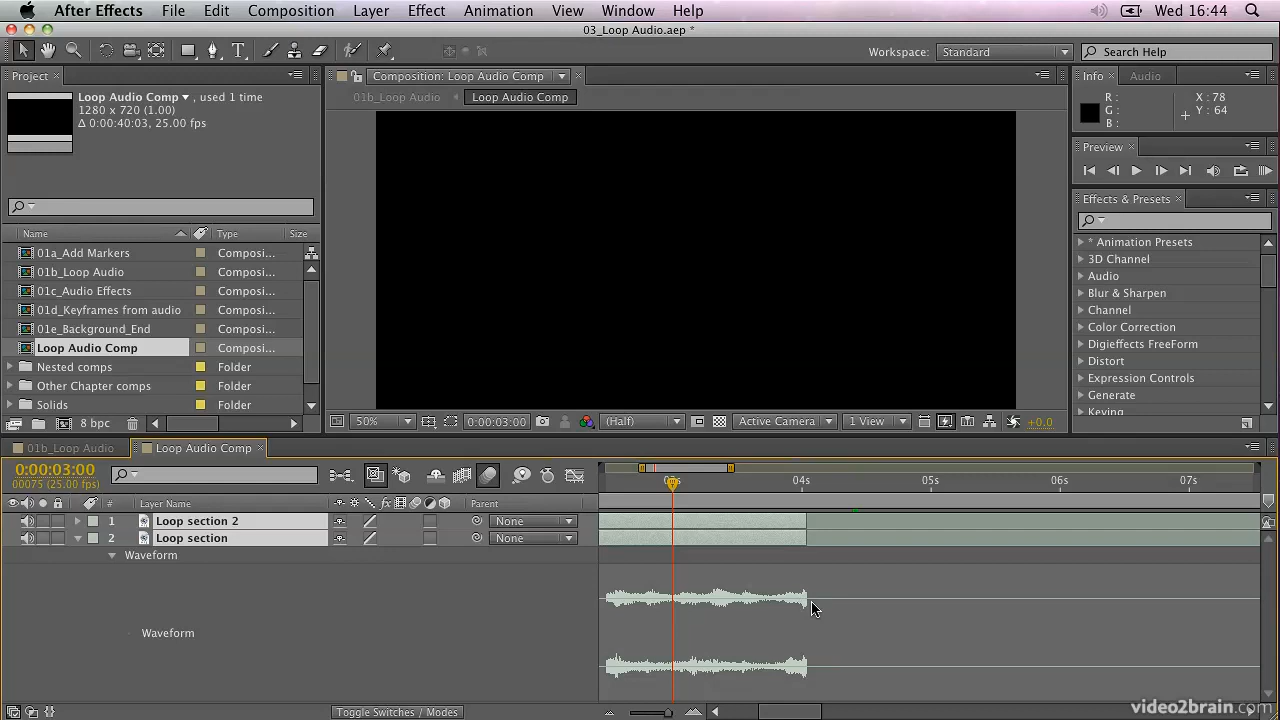 After Effects File Edit Composition Layer Effect Animation View Window Help Wed 16:44
03_Loop Audio.aep *
Workspace: Standard Search Help
Project Composition: Loop Audio Comp Info Audio
Loop Audio Comp , used 1 time
1280 x 720 (1.00)
Δ 0:00:40:03, 25.00 fps
01b_Loop Audio Loop Audio Comp
R : X : 78
G : Y : 64
B :
Preview
Effects & Presets
Name Type Size
01a_Add Markers Composi...
01b_Loop Audio Composi...
01c_Audio Effects Composi...
01d_Keyframes from audio Composi...
01e_Background_End Composi...
Loop Audio Comp Composi...
Nested comps Folder
Other Chapter comps Folder
Solids Folder
8 bpc
* Animation Presets
3D Channel
Audio
Blur & Sharpen
Channel
Color Correction
Digieffects FreeForm
Distort
Expression Controls
Generate
Keying
50% 0:00:03:00 (Half) Active Camera 1 View +0.0
01b_Loop Audio Loop Audio Comp
0:00:03:00
00075 (25.00 fps)
04s 05s 06s 07s
# Layer Name Parent
1 Loop section 2 None
2 Loop section None
Waveform
Waveform
Toggle Switches / Modes
video2brain.com